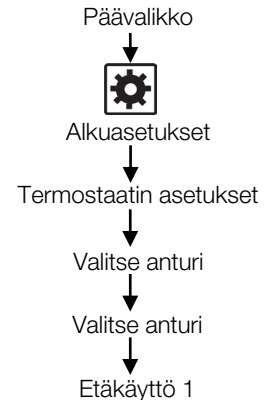 Päävalikko
Alkuasetukset
Termostaatin asetukset
Valitse anturi
Valitse anturi
Etäkäyttö 1